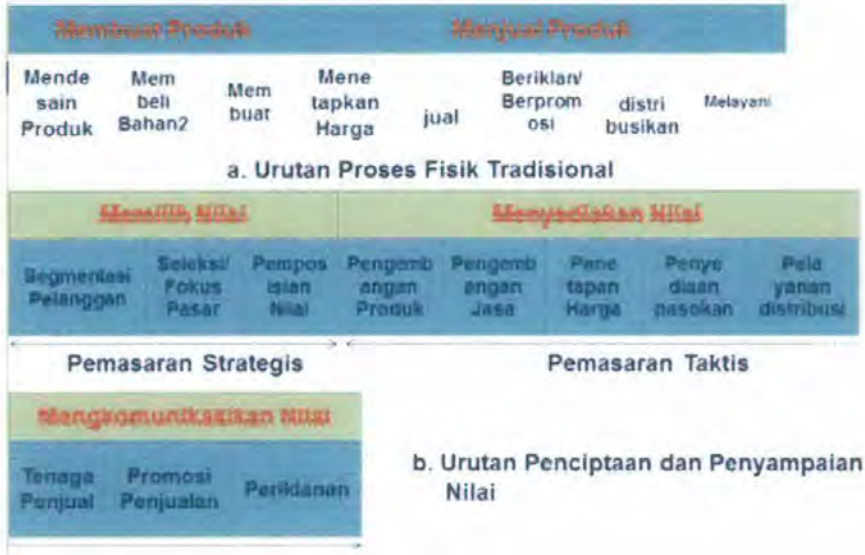 Membuat Produk Menjual Produk
Mende Mem Mem Mene jual Beriklan/ distri Melayani
sain beli buat tapkan Berprom busikan
Produk Bahan2 Harga osi
a. Urutan Proses Fisik Tradisional
Memilih Nilai Menyediakan Nilai
Segmentasi Seleksi/ Pempos Pengemb Pengemb Pene Penye Pela
Pelanggan Fokus isian angan angan tapan diaan yanan
Pasar Nilai Produk Jasa Harga pasokan distribusi
Pemasaran Strategis Pemasaran Taktis
Mengkomunikasikan Nilai
Tenaga Promosi Periklanan
Penjual Penjualan
b. Urutan Penciptaan dan Penyampaian
Nilai